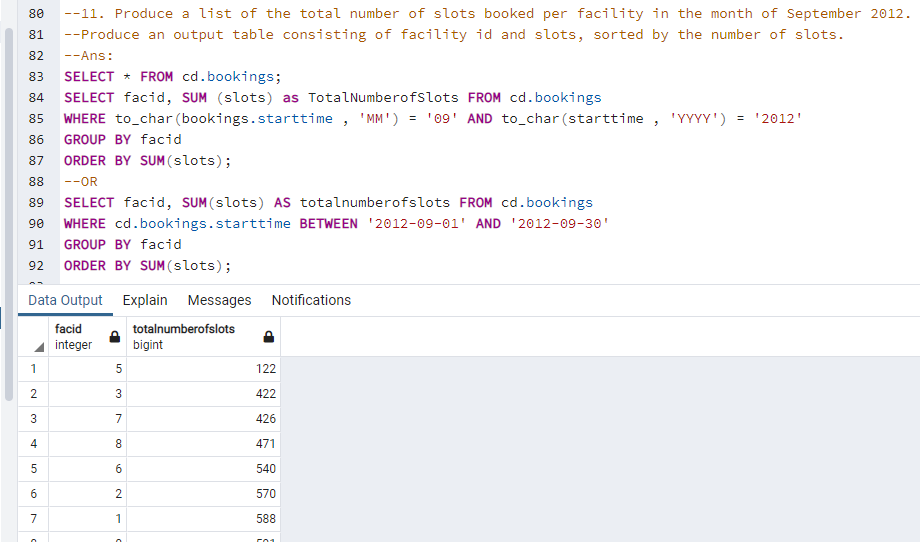 80 --11. Produce a list of the total number of slots booked per facility in the month of September 2012.
81 --Produce an output table consisting of facility id and slots, sorted by the number of slots.
82 --Ans:
83 SELECT * FROM cd.bookings;
84 SELECT facid, SUM (slots) as TotalNumberofSlots FROM cd.bookings
85 WHERE to_char(bookings.starttime , 'MM') = '09' AND to_char(starttime , 'YYYY') = '2012'
86 GROUP BY facid
87 ORDER BY SUM(slots);
88 --OR
89 SELECT facid, SUM(slots) AS totalnumberofslots FROM cd.bookings
90 WHERE cd.bookings.starttime BETWEEN '2012-09-01' AND '2012-09-30'
91 GROUP BY facid
92 ORDER BY SUM(slots);
Data Output Explain Messages Notifications
facid totalnumberofslots
integer bigint
1 5 122
2 3 422
3 7 426
4 8 471
5 6 540
6 2 570
7 1 588